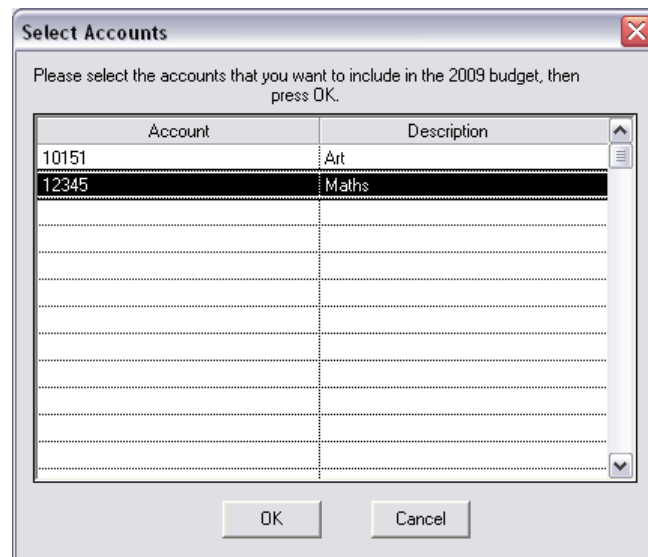 Select Accounts
Please select the accounts that you want to include in the 2009 budget, then
press OK.
Account Description
10151 Art
12345 Maths
OK Cancel